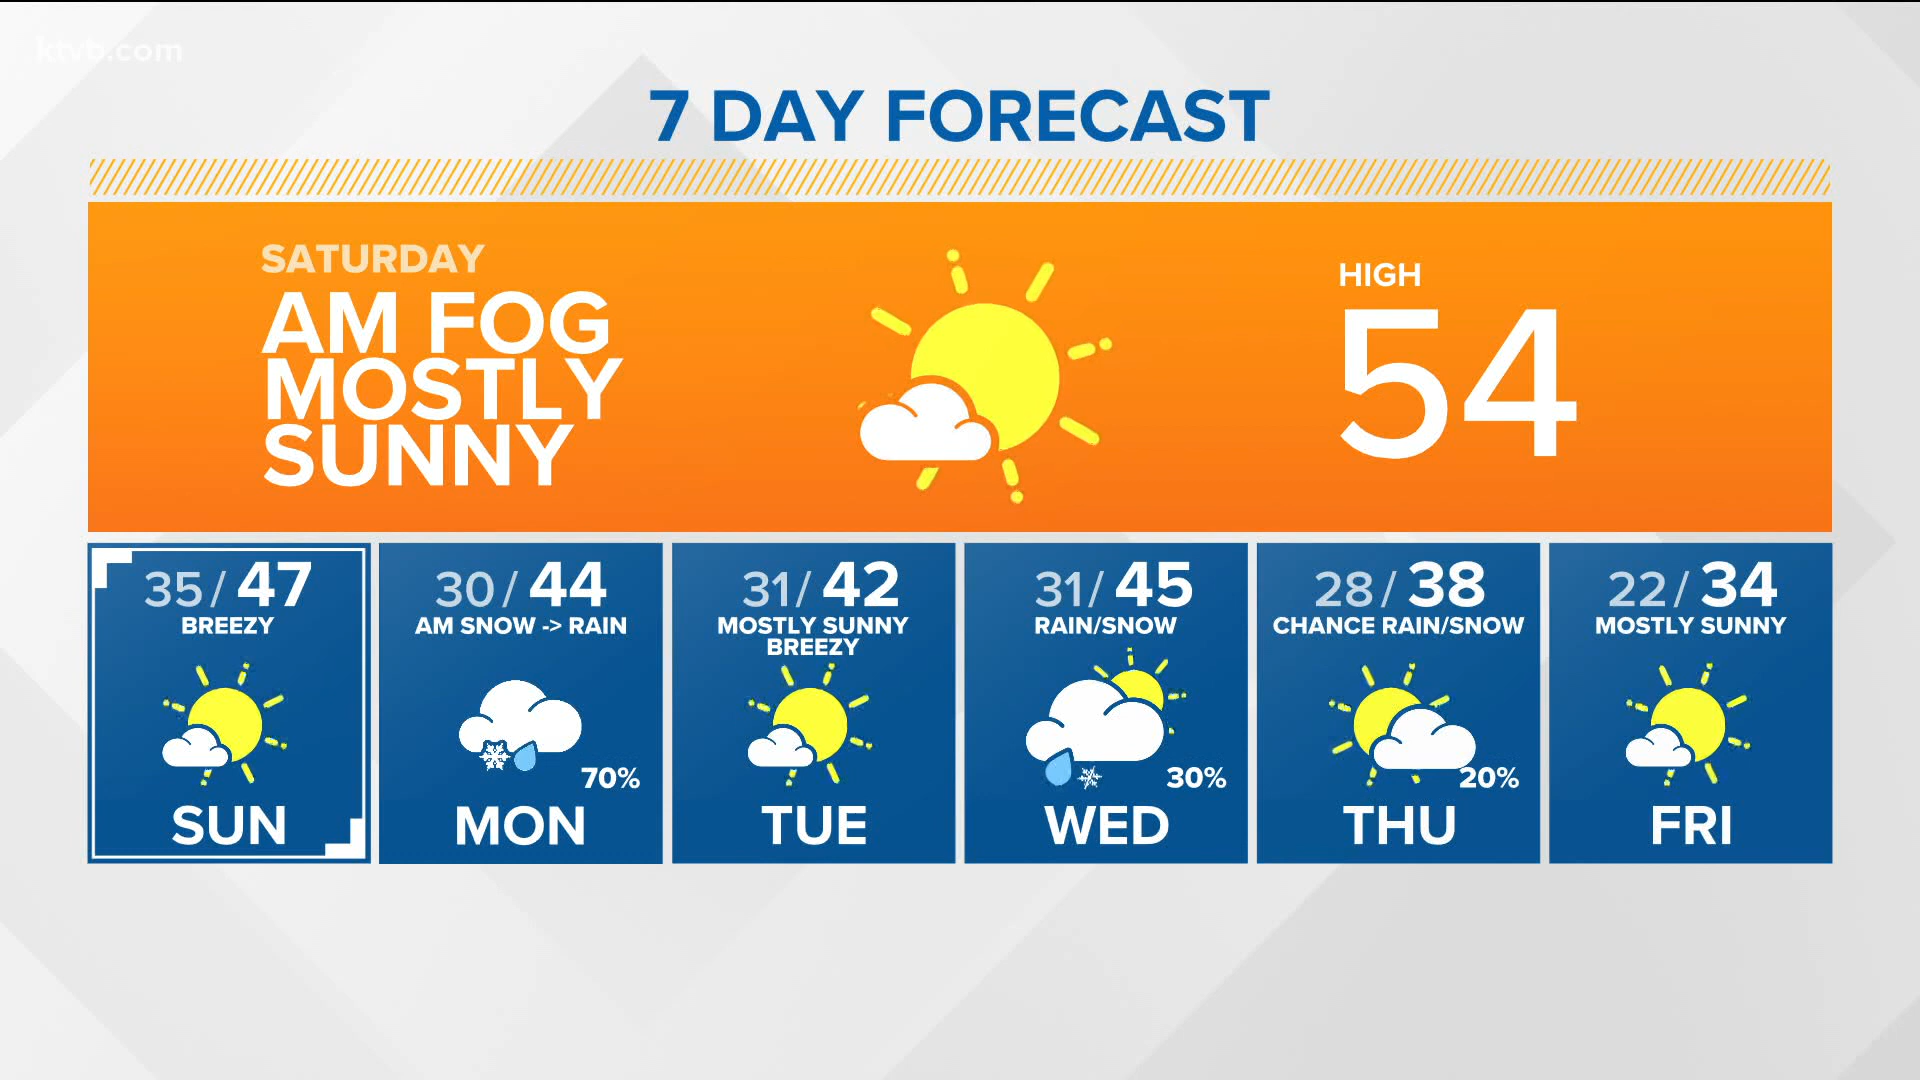 ktvb.com
7 DAY FORECAST
SATURDAY
AM FOG
MOSTLY
SUNNY
HIGH
54
35/47
BREEZY
SUN
30/44
AM SNOW -> RAIN
70%
MON
31/42
MOSTLY SUNNY
BREEZY
TUE
31/45
RAIN/SNOW
30%
WED
28/38
CHANCE RAIN/SNOW
20%
THU
22/34
MOSTLY SUNNY
FRI